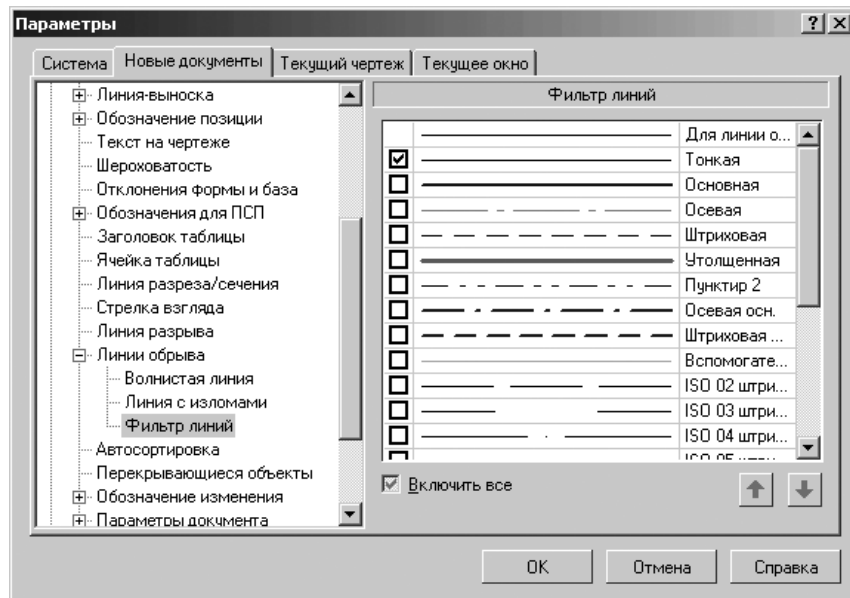 Параметры
Система Новые документы Текущий чертеж Текущее окно
Линия-выноска
Обозначение позиции
Текст на чертеже
Шероховатость
Отклонения формы и база
Обозначения для ПСП
Заголовок таблицы
Ячейка таблицы
Линия разреза/сечения
Стрелка взгляда
Линия разрыва
Линии обрыва
Волнистая линия
Линия с изломами
Фильтр линий
Автосортировка
Перекрывающиеся объекты
Обозначение изменения
Параметры документа
Фильтр линий
Для линии о...
Тонкая
Основная
Осевая
Штриховая
Утолщенная
Пунктир 2
Осевая осн.
Штриховая ...
Вспомогате...
ISO 02 штри...
ISO 03 штри...
ISO 04 штри...
ISO 05 штри...
Включить все
OK Отмена Справка